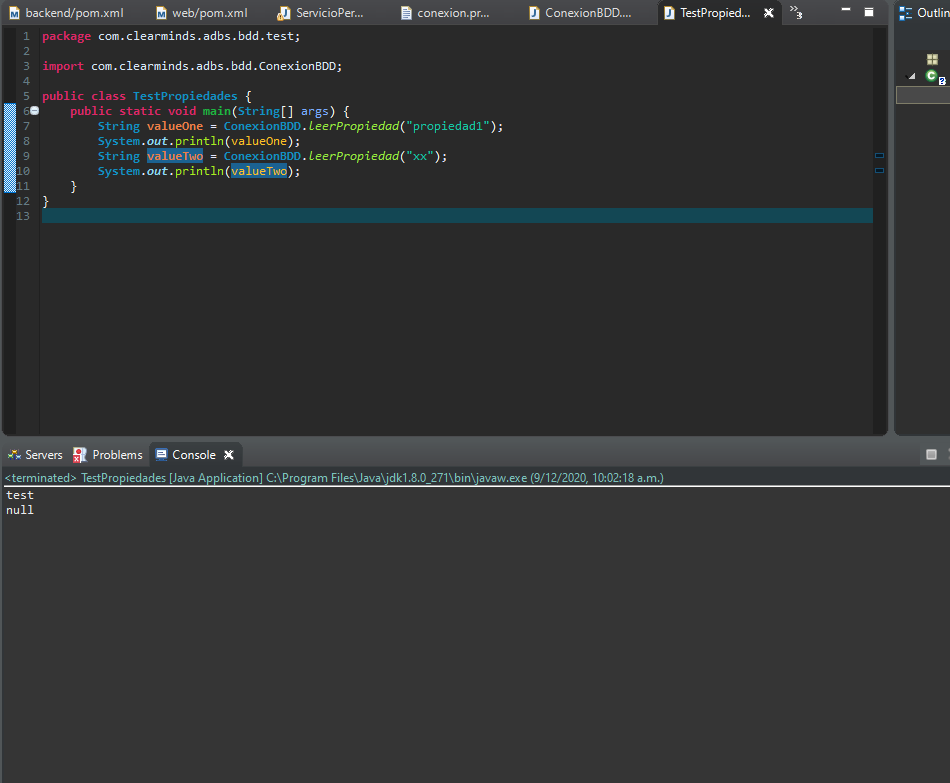 backend/pom.xml web/pom.xml ServicioPer... conexion.pr... ConexionBDD.... TestPropied... »3 Outlin
1 package com.clearminds.adbs.bdd.test;
2
3 import com.clearminds.adbs.bdd.ConexionBDD;
4
5 public class TestPropiedades {
6 public static void main(String[] args) {
7 String valueOne = ConexionBDD.leerPropiedad("propiedad1");
8 System.out.println(valueOne);
9 String valueTwo = ConexionBDD.leerPropiedad("xx");
10 System.out.println(valueTwo);
11 }
12 }
13
Servers Problems Console
<terminated> TestPropiedades [Java Application] C:\Program Files\Java\jdk1.8.0_271\bin\javaw.exe (9/12/2020, 10:02:18 a.m.)
test
null